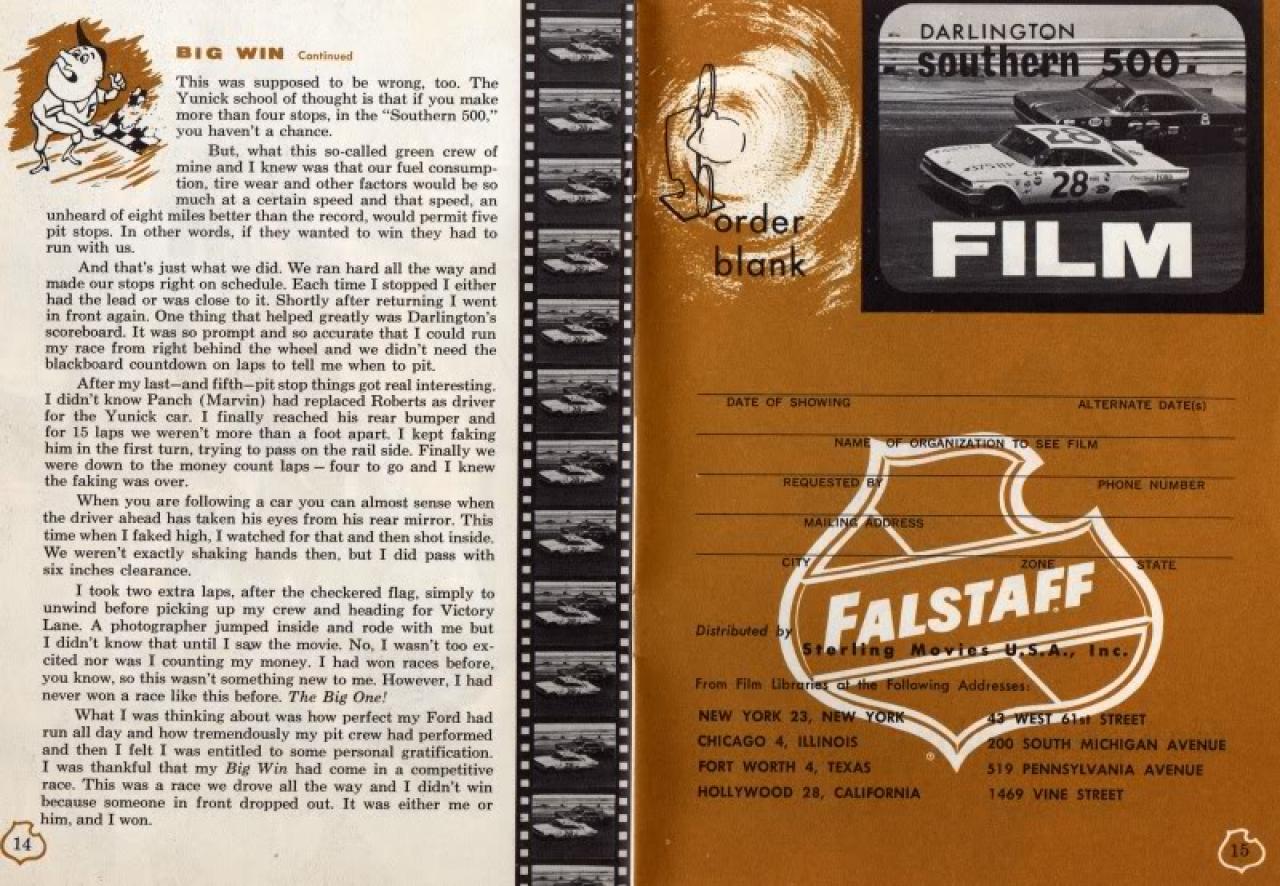 BIG WIN Continued
This was supposed to be wrong, too. The
Yunick school of thought is that if you make
more than four stops, in the “Southern 500,”
you haven't a chance.
But, what this so-called green crew of
mine and I knew was that our fuel consump-
tion, tire wear and other factors would be so
much at a certain speed and that speed, an
unheard of eight miles better than the record, would permit five
pit stops. In other words, if they wanted to win they had to
run with us.
And that's just what we did. We ran hard all the way and
made our stops right on schedule. Each time I stopped I either
had the lead or was close to it. Shortly after returning I went
in front again. One thing that helped greatly was Darlington's
scoreboard. It was so prompt and so accurate that I could run
my race from right behind the wheel and we didn't need the
blackboard countdown on laps to tell me when to pit.
After my last—and fifth—pit stop things got real interesting.
I didn't know Panch (Marvin) had replaced Roberts as driver
for the Yunick car. I finally reached his rear bumper and
for 15 laps we weren't more than a foot apart. I kept faking
him in the first turn, trying to pass on the rail side. Finally we
were down to the money count laps – four to go and I knew
the faking was over.
When you are following a car you can almost sense when
the driver ahead has taken his eyes from his rear mirror. This
time when I faked high, I watched for that and then shot inside.
We weren't exactly shaking hands then, but I did pass with
six inches clearance.
I took two extra laps, after the checkered flag, simply to
unwind before picking up my crew and heading for Victory
Lane. A photographer jumped inside and rode with me but
I didn't know that until I saw the movie. No, I wasn't too ex-
cited nor was I counting my money. I had won races before,
you know, so this wasn't something new to me. However, I had
never won a race like this before. The Big One!
What I was thinking about was how perfect my Ford had
run all day and how tremendously my pit crew had performed
and then I felt I was entitled to some personal gratification.
I was thankful that my Big Win had come in a competitive
race. This was a race we drove all the way and I didn't win
because someone in front dropped out. It was either me or
him, and I won.
14
order
blank
DARLINGTON
southern 500
28
28
FILM
DATE OF SHOWING ALTERNATE DATE(s)
NAME OF ORGANIZATION TO SEE FILM
REQUESTED BY PHONE NUMBER
MAILING ADDRESS
CITY ZONE STATE
FALSTAFF
Distributed by
Sterling Movies U.S.A., Inc.
From Film Libraries at the Following Addresses:
NEW YORK 23, NEW YORK 43 WEST 61st STREET
CHICAGO 4, ILLINOIS 200 SOUTH MICHIGAN AVENUE
FORT WORTH 4, TEXAS 519 PENNSYLVANIA AVENUE
HOLLYWOOD 28, CALIFORNIA 1469 VINE STREET
®
15